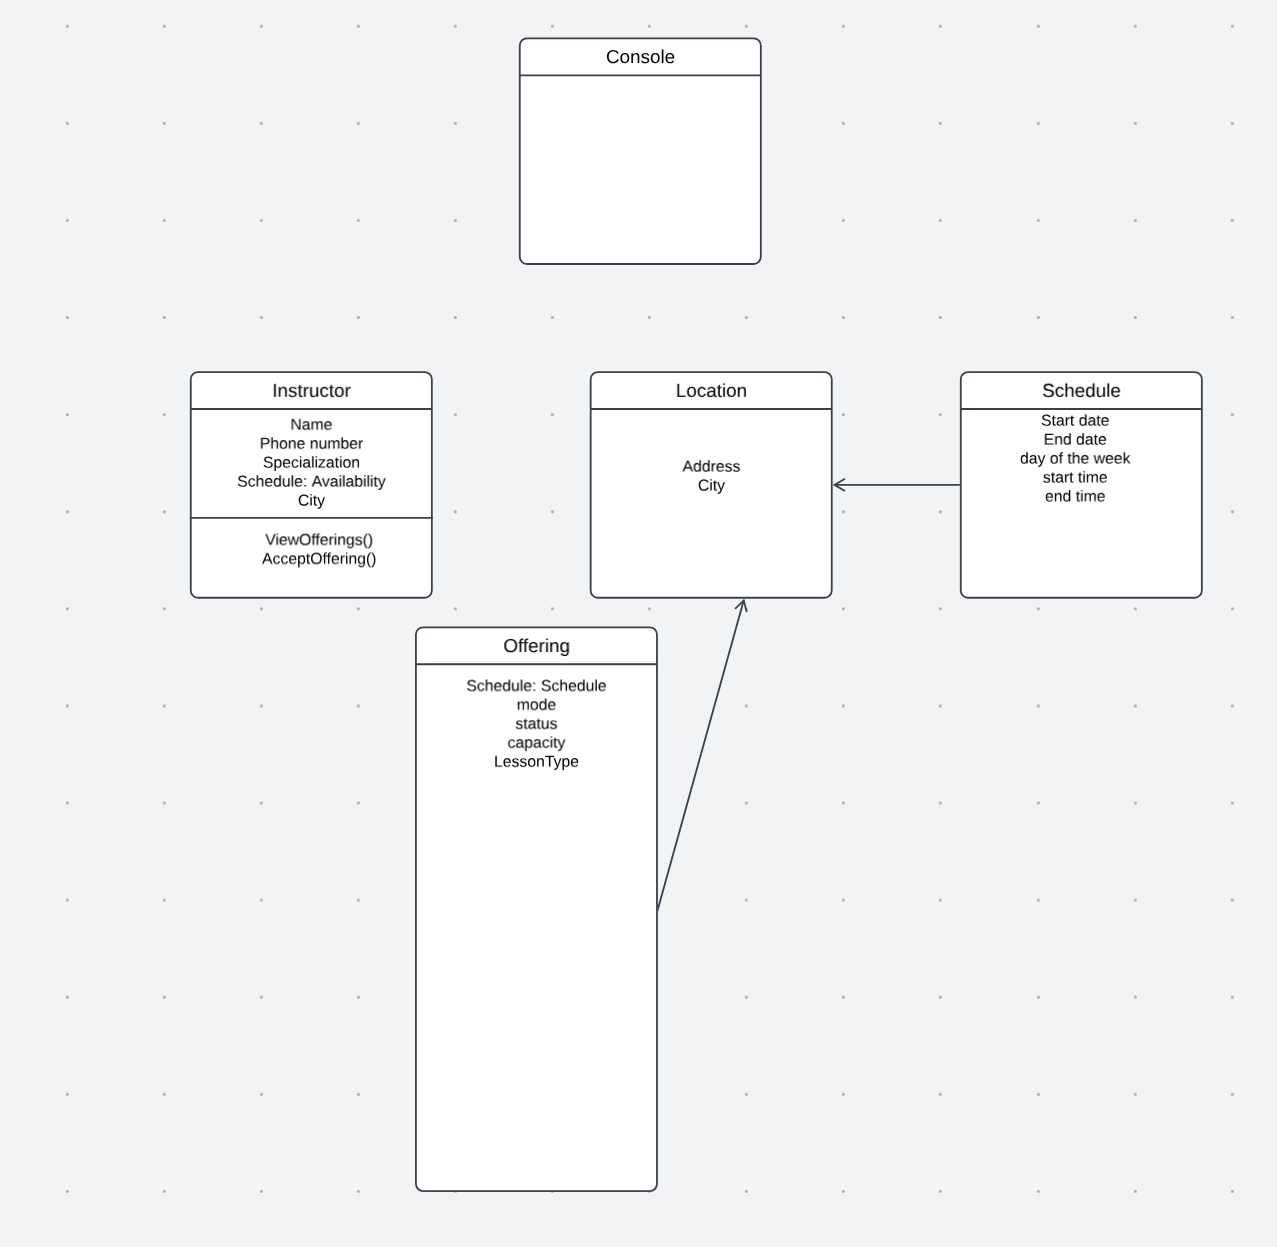 Console
Instructor
Name
Phone number
Specialization
Schedule: Availability
City
ViewOfferings()
AcceptOffering()
Location
Address
City
Schedule
Start date
End date
day of the week
start time
end time
Offering
Schedule: Schedule
mode
status
capacity
LessonType